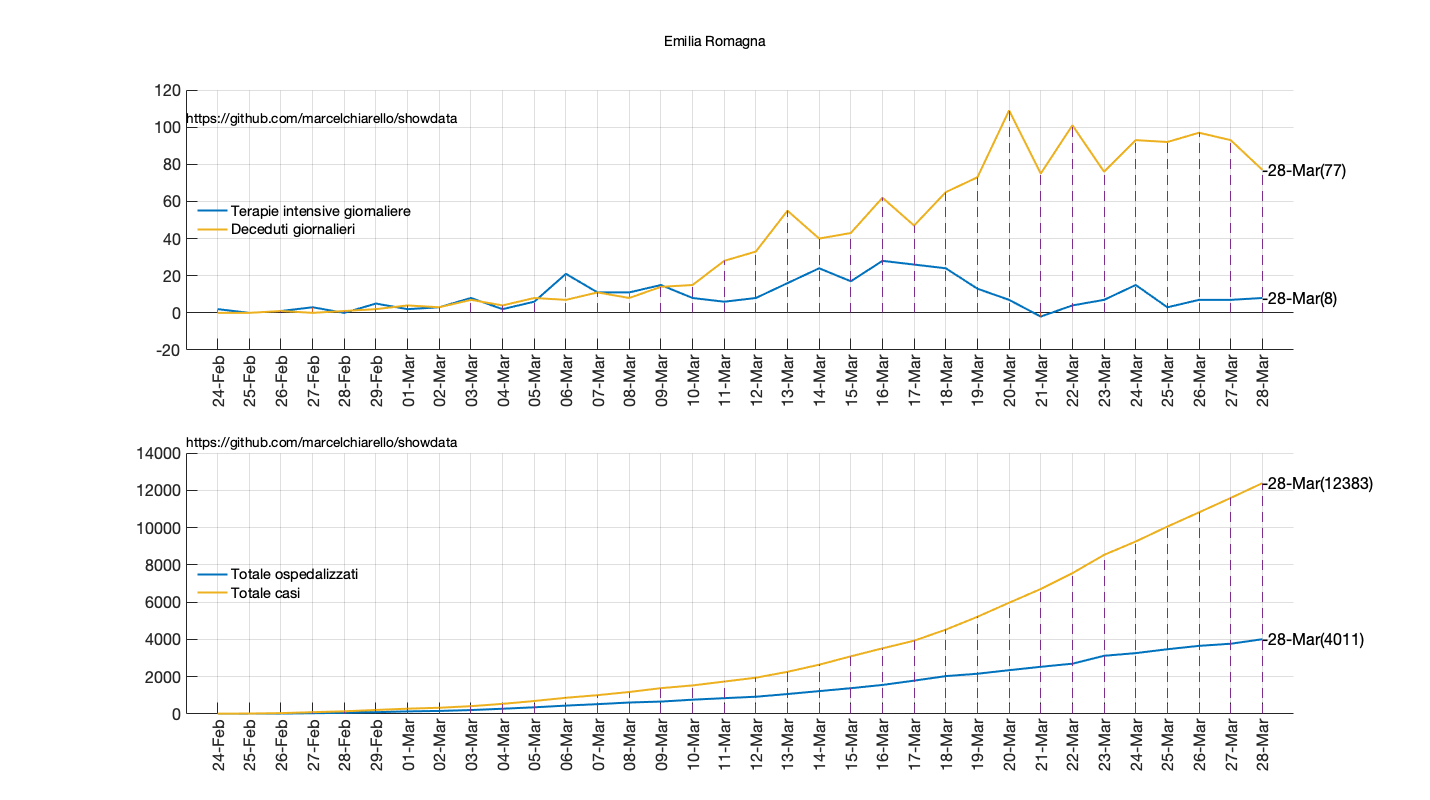 Emilia Romagna
120
https://github.com/marcelchiarello/showdata
100
80
-28-Mar(77)
60
Terapie intensive giornaliere
Deceduti giornalieri
40
20
-28-Mar(8)
0
-20
24-Feb 25-Feb 26-Feb 27-Feb 28-Feb 29-Feb 01-Mar 02-Mar 03-Mar 04-Mar 05-Mar 06-Mar 07-Mar 08-Mar 09-Mar 10-Mar 11-Mar 12-Mar 13-Mar 14-Mar 15-Mar 16-Mar 17-Mar 18-Mar 19-Mar 20-Mar 21-Mar 22-Mar 23-Mar 24-Mar 25-Mar 26-Mar 27-Mar 28-Mar
https://github.com/marcelchiarello/showdata
14000
-28-Mar(12383)
12000
10000
8000
Totale ospedalizzati
Totale casi
6000
4000
-28-Mar(4011)
2000
0
24-Feb 25-Feb 26-Feb 27-Feb 28-Feb 29-Feb 01-Mar 02-Mar 03-Mar 04-Mar 05-Mar 06-Mar 07-Mar 08-Mar 09-Mar 10-Mar 11-Mar 12-Mar 13-Mar 14-Mar 15-Mar 16-Mar 17-Mar 18-Mar 19-Mar 20-Mar 21-Mar 22-Mar 23-Mar 24-Mar 25-Mar 26-Mar 27-Mar 28-Mar